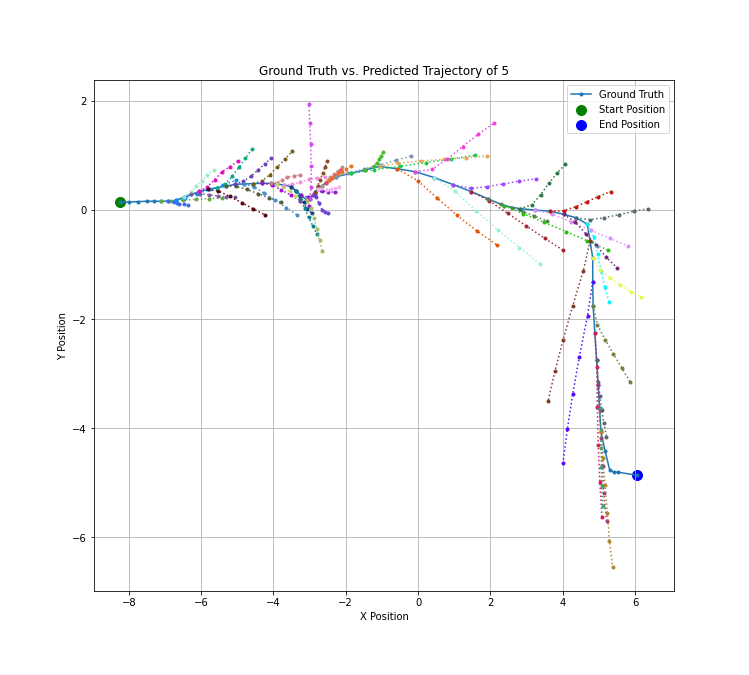 Ground Truth vs. Predicted Trajectory of 5
Ground Truth
Start Position
End Position
Y Position
2
0
−2
−4
−6
−8
−6
−4
−2
0
2
4
6
X Position